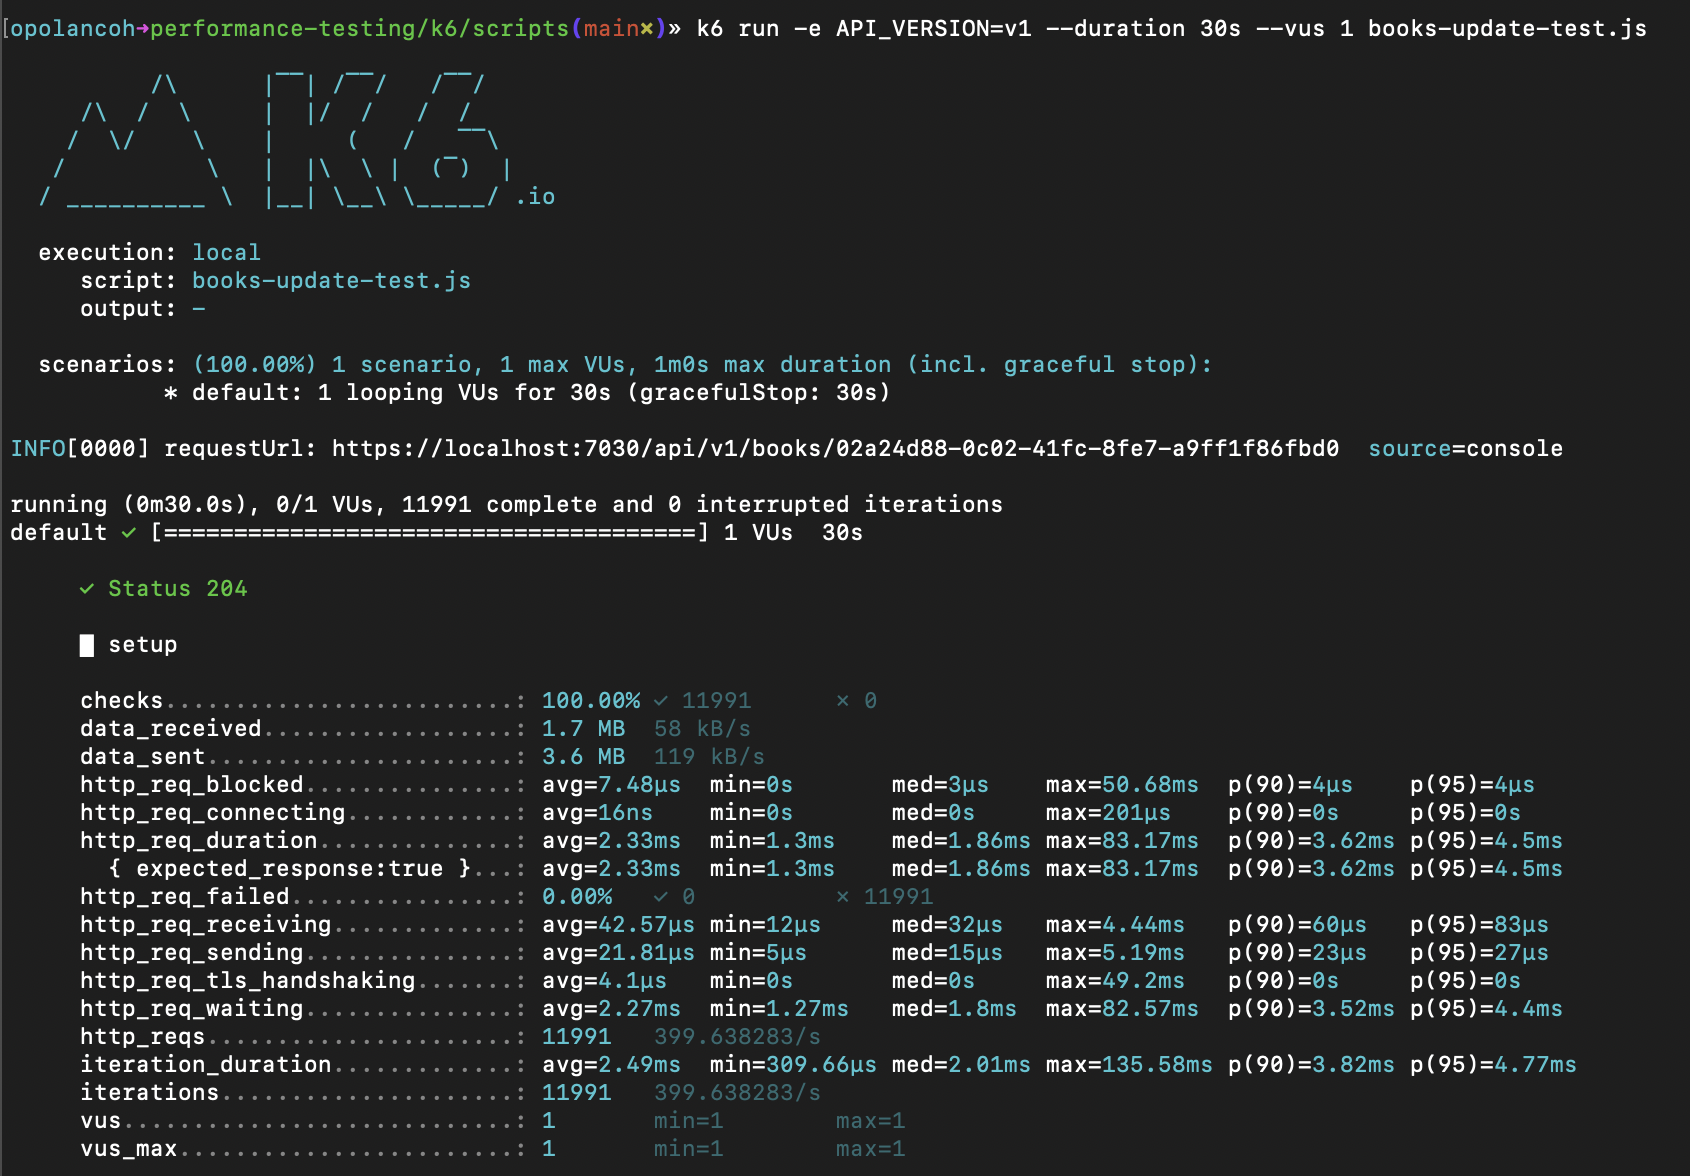 [opolancoh→performance-testing/k6/scripts(main×)» k6 run -e API_VERSION=v1 --duration 30s --vus 1 books-update-test.js
          /\      |‾‾| /‾‾/   /‾‾/
     /\  /  \     |  |/  /   /  /
    /  \/    \    |     (   /   ‾‾\
   /          \   |  |\  \ |  (‾)  |
  / __________ \  |__| \__\ \_____/ .io
execution: local
script: books-update-test.js
output: -
scenarios: (100.00%) 1 scenario, 1 max VUs, 1m0s max duration (incl. graceful stop):
* default: 1 looping VUs for 30s (gracefulStop: 30s)
INFO[0000] requestUrl: https://localhost:7030/api/v1/books/02a24d88-0c02-41fc-8fe7-a9ff1f86fbd0  source=console
running (0m30.0s), 0/1 VUs, 11991 complete and 0 interrupted iterations
default ✓ [======================================] 1 VUs  30s
✓ Status 204
█ setup
checks.........................: 100.00% ✓ 11991      × 0
data_received..................: 1.7 MB  58 kB/s
data_sent......................: 3.6 MB  119 kB/s
http_req_blocked...............: avg=7.48µs  min=0s       med=3µs    max=50.68ms  p(90)=4µs    p(95)=4µs
http_req_connecting............: avg=16ns    min=0s       med=0s     max=201µs    p(90)=0s     p(95)=0s
http_req_duration..............: avg=2.33ms  min=1.3ms    med=1.86ms max=83.17ms  p(90)=3.62ms p(95)=4.5ms
{ expected_response:true }...: avg=2.33ms  min=1.3ms    med=1.86ms max=83.17ms  p(90)=3.62ms p(95)=4.5ms
http_req_failed................: 0.00%   ✓ 0          × 11991
http_req_receiving.............: avg=42.57µs min=12µs     med=32µs   max=4.44ms   p(90)=60µs   p(95)=83µs
http_req_sending...............: avg=21.81µs min=5µs      med=15µs   max=5.19ms   p(90)=23µs   p(95)=27µs
http_req_tls_handshaking.......: avg=4.1µs   min=0s       med=0s     max=49.2ms   p(90)=0s     p(95)=0s
http_req_waiting...............: avg=2.27ms  min=1.27ms   med=1.8ms  max=82.57ms  p(90)=3.52ms p(95)=4.4ms
http_reqs......................: 11991   399.638283/s
iteration_duration.............: avg=2.49ms  min=309.66µs med=2.01ms max=135.58ms p(90)=3.82ms p(95)=4.77ms
iterations.....................: 11991   399.638283/s
vus............................: 1       min=1        max=1
vus_max........................: 1       min=1        max=1